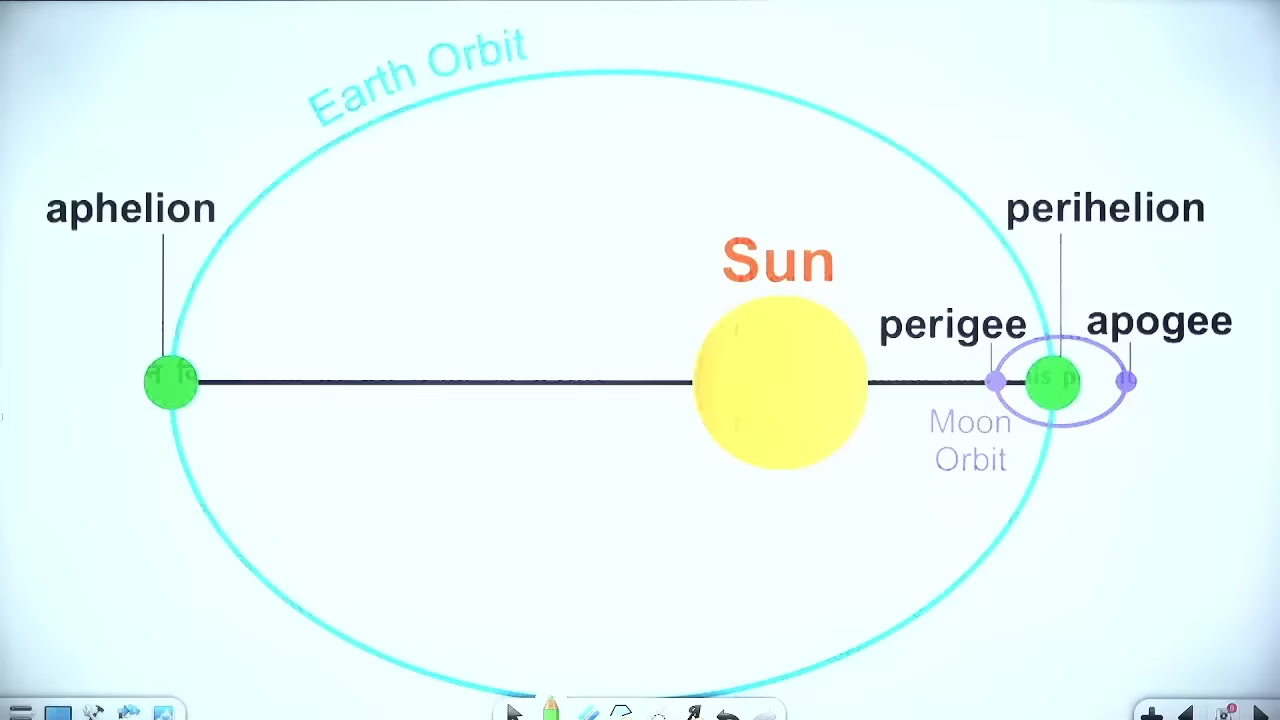 Earth Orbit
aphelion
perihelion
Sun
perigee
apogee
Moon
Orbit